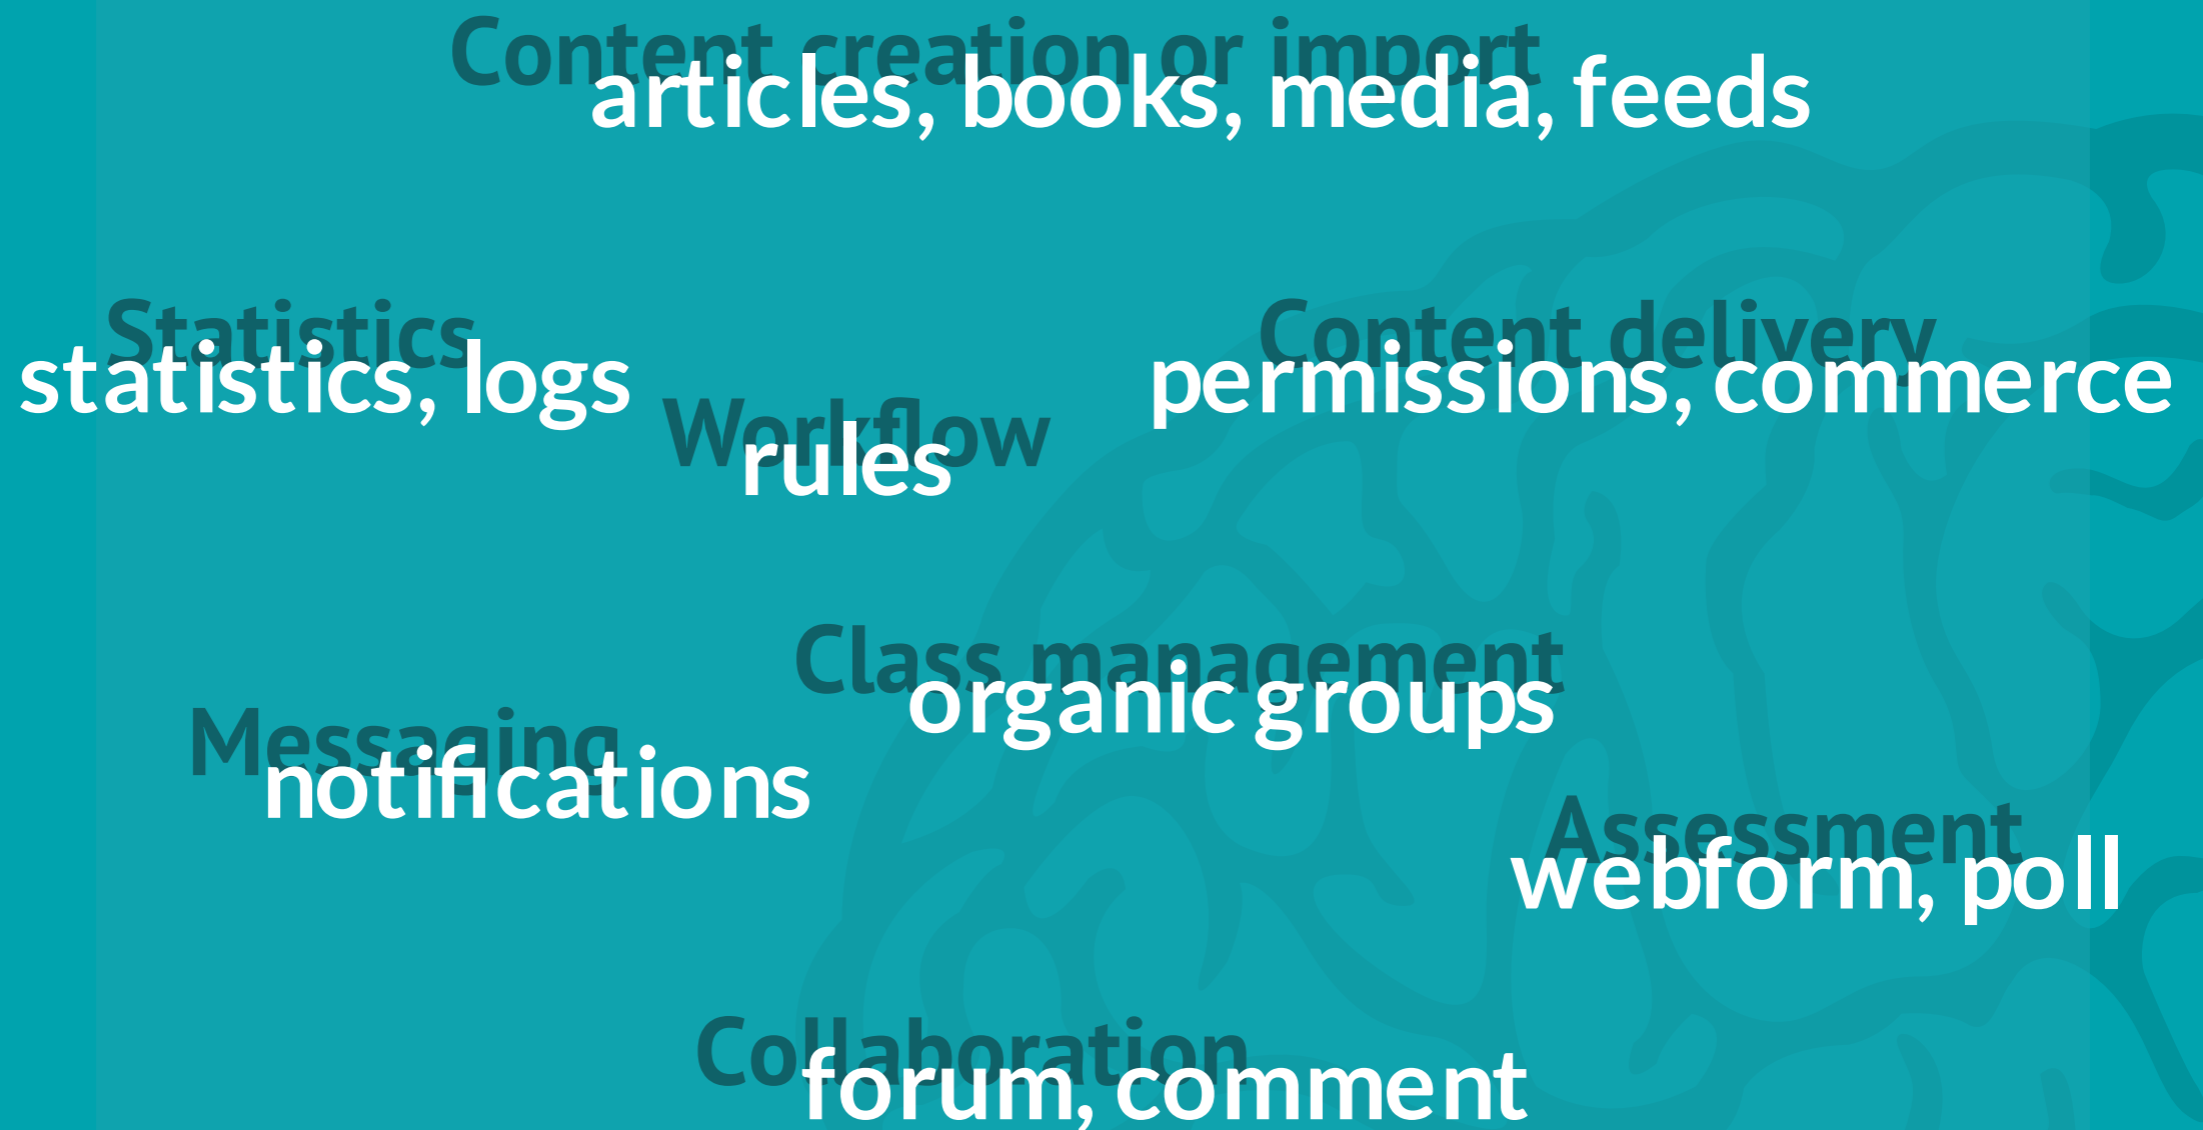 Content creation or import
articles, books, media, feeds
Statistics
statistics, logs
Content delivery
permissions, commerce
Workflow
rules
Class management
organic groups
Messaging
notifications
Assessment
webform, poll
Collaboration
forum, comment